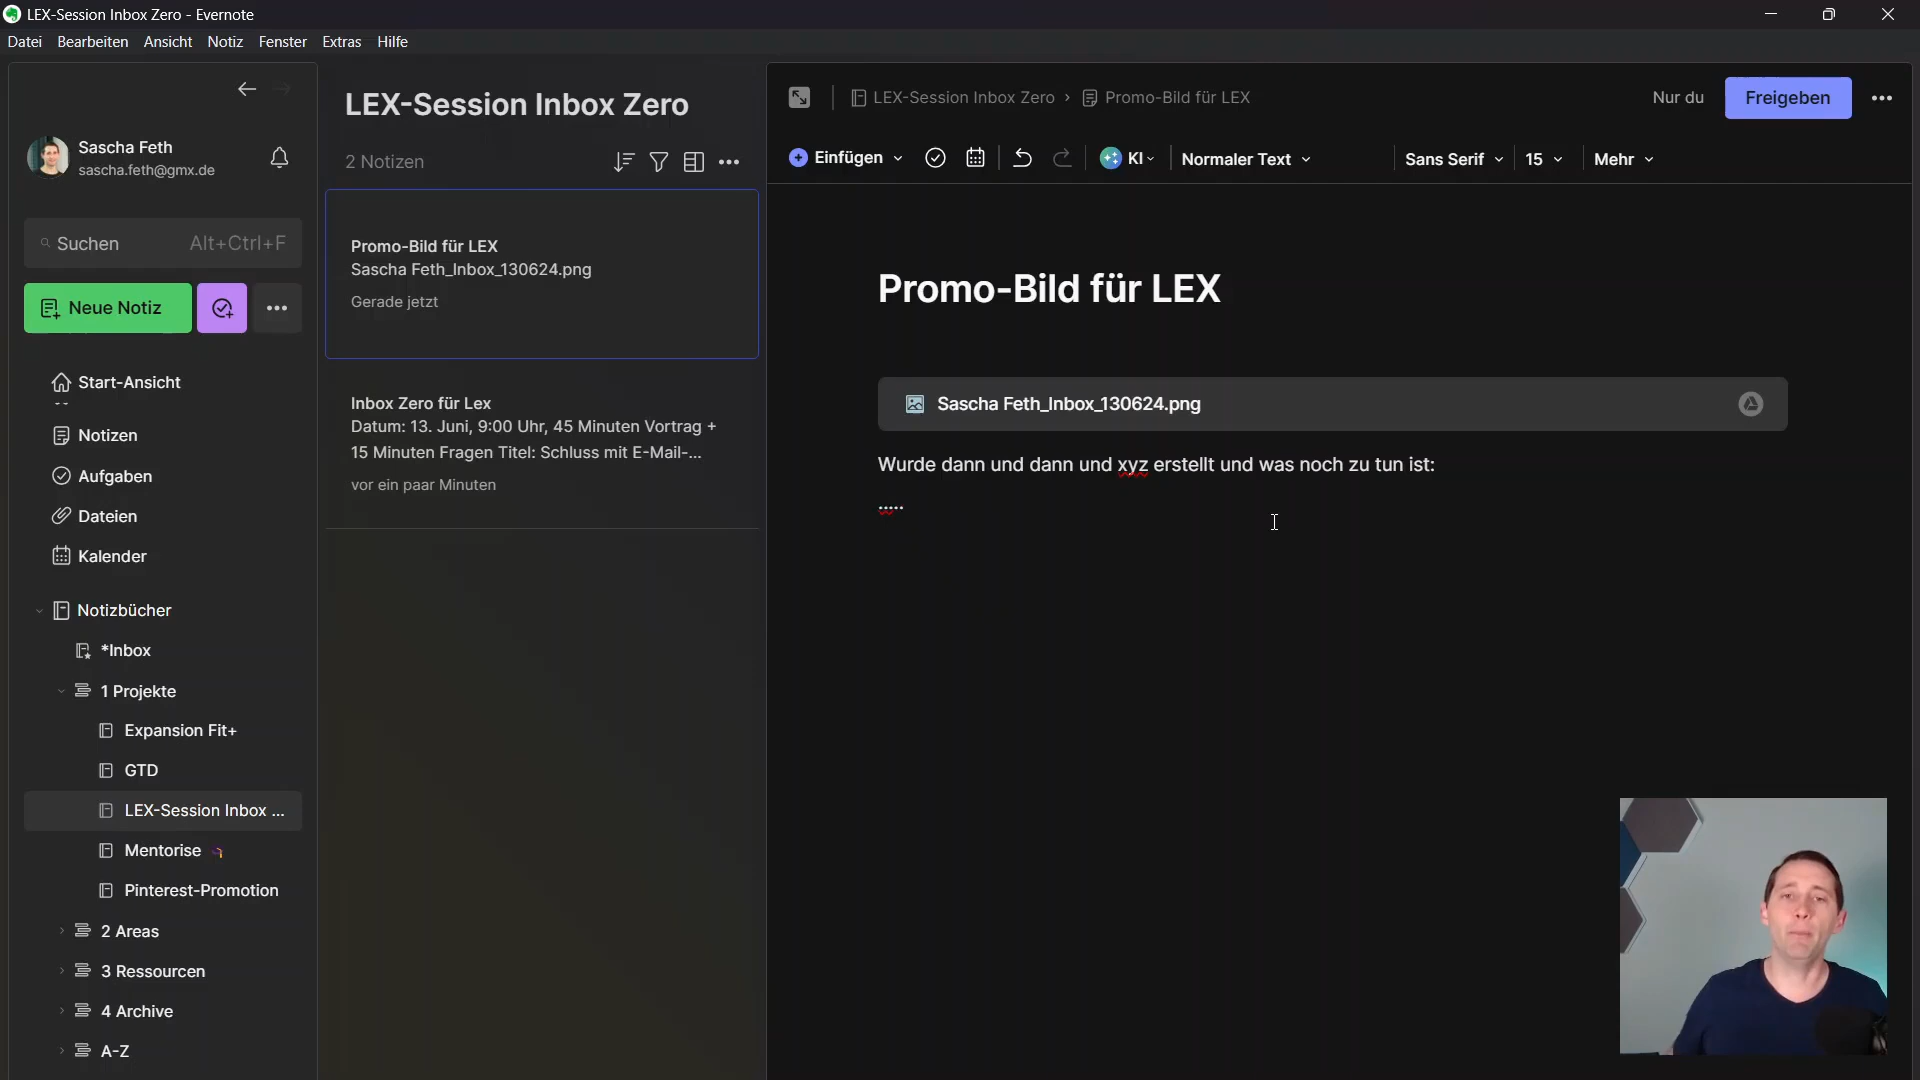 LEX-Session Inbox Zero - Evernote
Datei Bearbeiten Ansicht Notiz Fenster Extras Hilfe
Sascha Feth
sascha.feth@gmx.de
Suchen Alt+Ctrl+F
Neue Notiz
Start-Ansicht
Notizen
Aufgaben
Dateien
Kalender
Notizbücher
*Inbox
1 Projekte
Expansion Fit+
GTD
LEX-Session Inbox ...
Mentorise
Pinterest-Promotion
2 Areas
3 Ressourcen
4 Archive
A-Z
LEX-Session Inbox Zero
2 Notizen
Promo-Bild für LEX
Sascha Feth_Inbox_130624.png
Gerade jetzt
Inbox Zero für Lex
Datum: 13. Juni, 9:00 Uhr, 45 Minuten Vortrag +
15 Minuten Fragen Titel: Schluss mit E-Mail-...
vor ein paar Minuten
LEX-Session Inbox Zero › Promo-Bild für LEX
Nur du Freigeben
Einfügen KI Normaler Text Sans Serif 15 Mehr
Promo-Bild für LEX
Sascha Feth_Inbox_130624.png
Wurde dann und dann und xyz erstellt und was noch zu tun ist:
.....